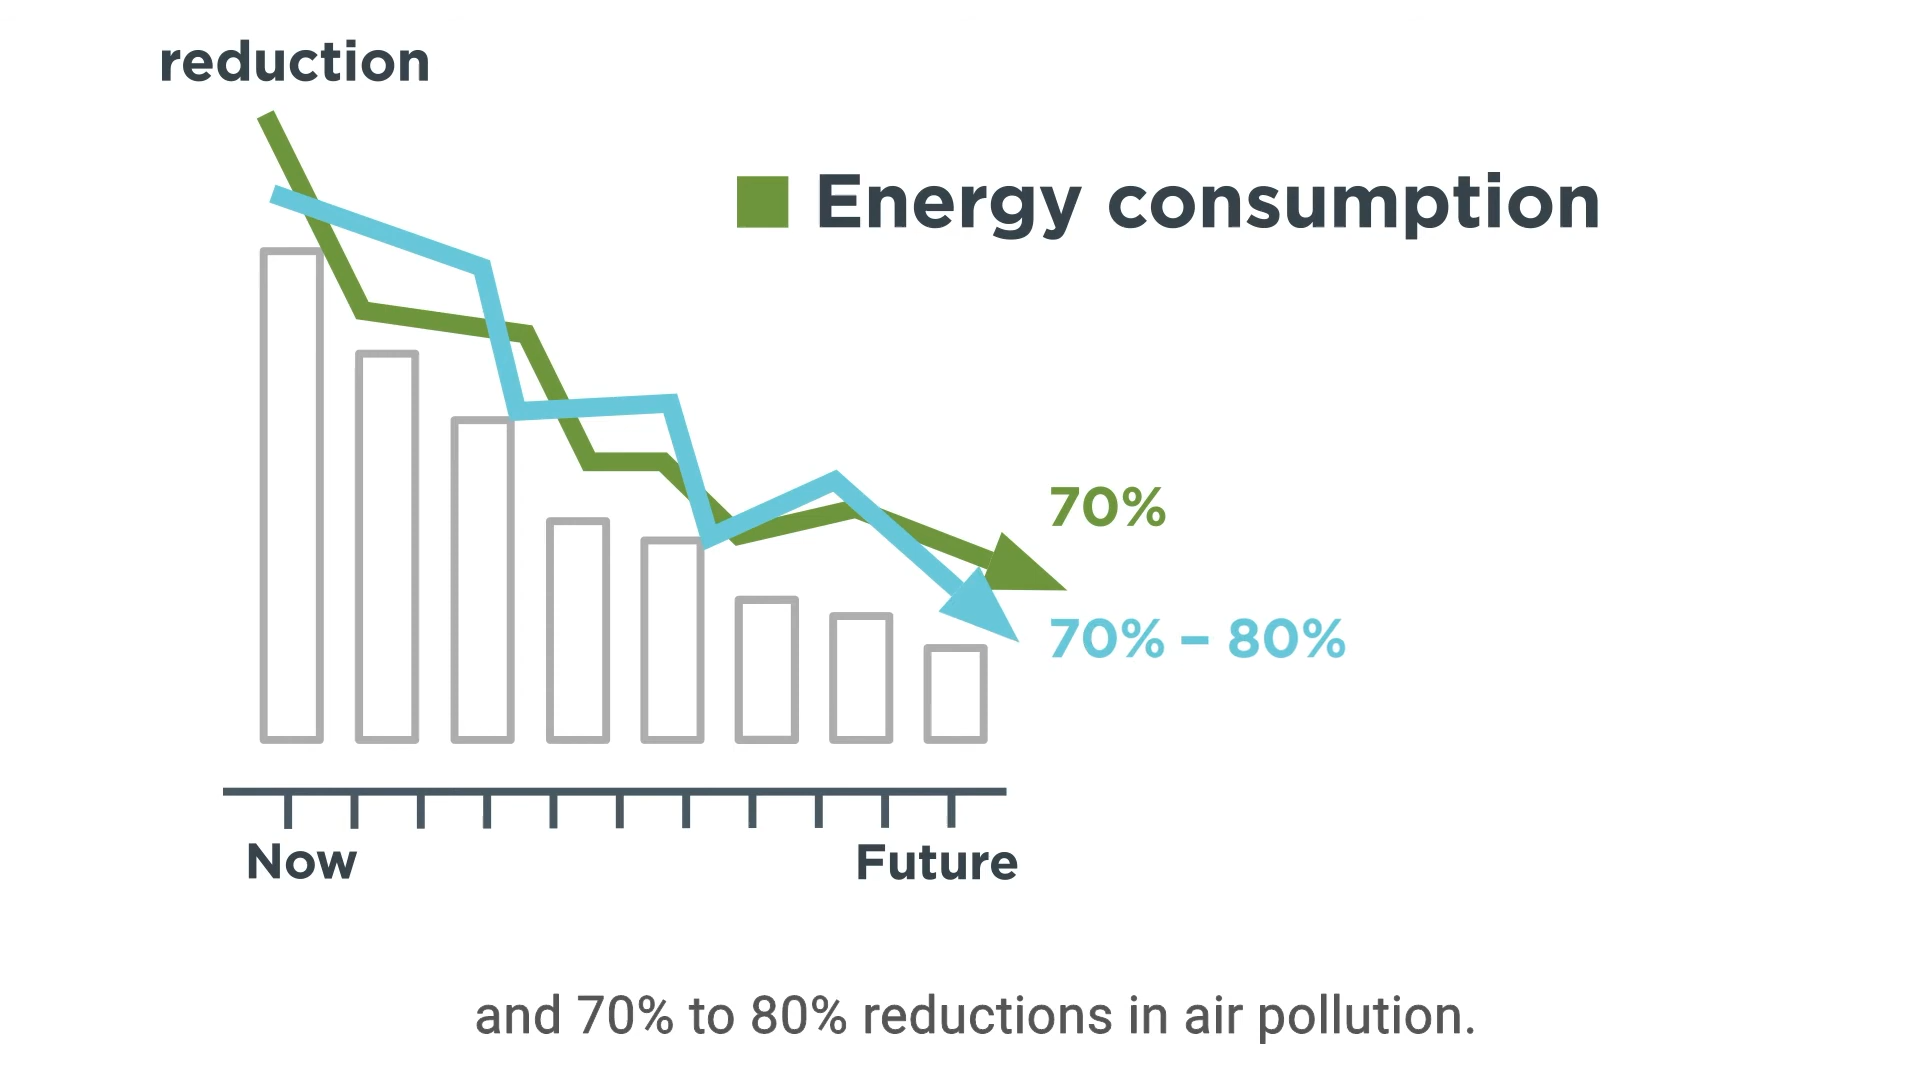 reduction
Energy consumption
70%
70% – 80%
Now Future
and 70% to 80% reductions in air pollution.